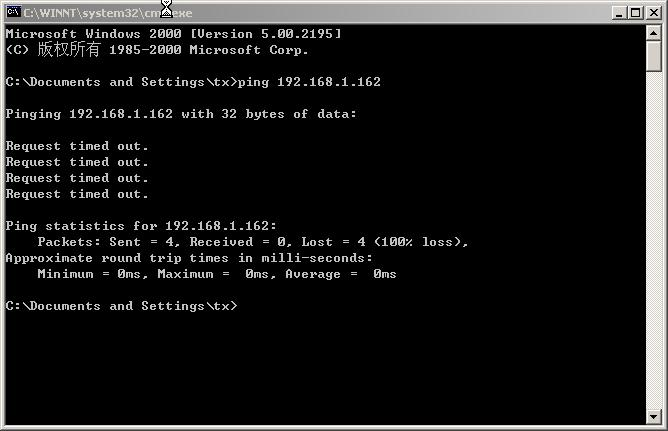 C:\WINNT\system32\cmd.exe
Microsoft Windows 2000 [Version 5.00.2195]
(C) 版权所有 1985-2000 Microsoft Corp.
C:\Documents and Settings\tx>ping 192.168.1.162
Pinging 192.168.1.162 with 32 bytes of data:
Request timed out.
Request timed out.
Request timed out.
Request timed out.
Ping statistics for 192.168.1.162:
Packets: Sent = 4, Received = 0, Lost = 4 (100% loss),
Approximate round trip times in milli-seconds:
Minimum = 0ms, Maximum =  0ms, Average =  0ms
C:\Documents and Settings\tx>